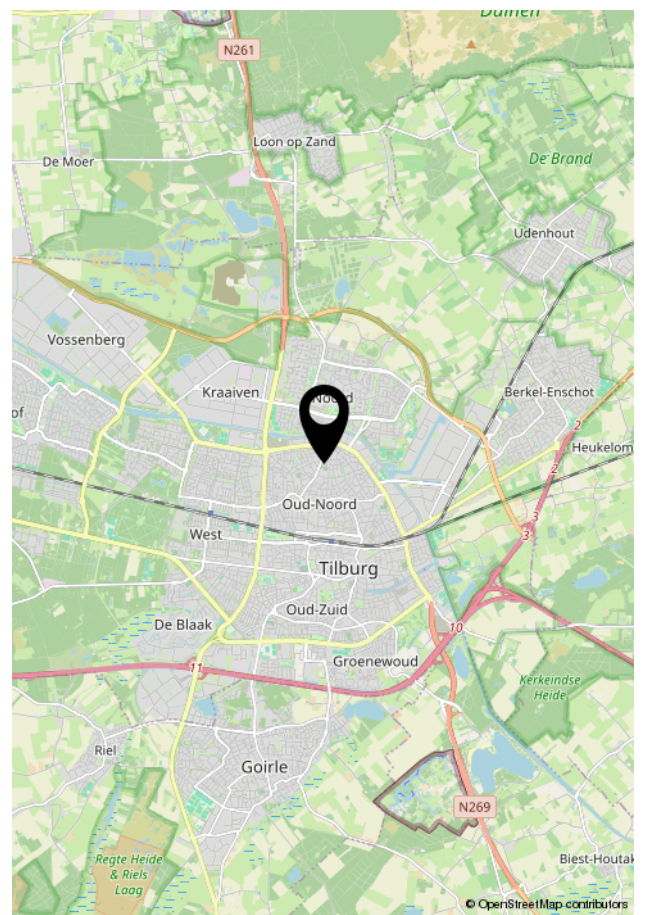 Duinen
N261
Loon op Zand
De Moer
De Brand
Udenhout
Vossenberg
Kraaiven
Noord
Berkel-Enschot
of
2
Heukelom
2
Oud-Noord
3
West
3
Tilburg
Oud-Zuid
De Blaak
10
Groenewoud
11
Kerkeindse
Heide
Riel
Goirle
N269
Regte Heide
& Riels
Laag
Biest-Houtak
© OpenStreetMap contributors